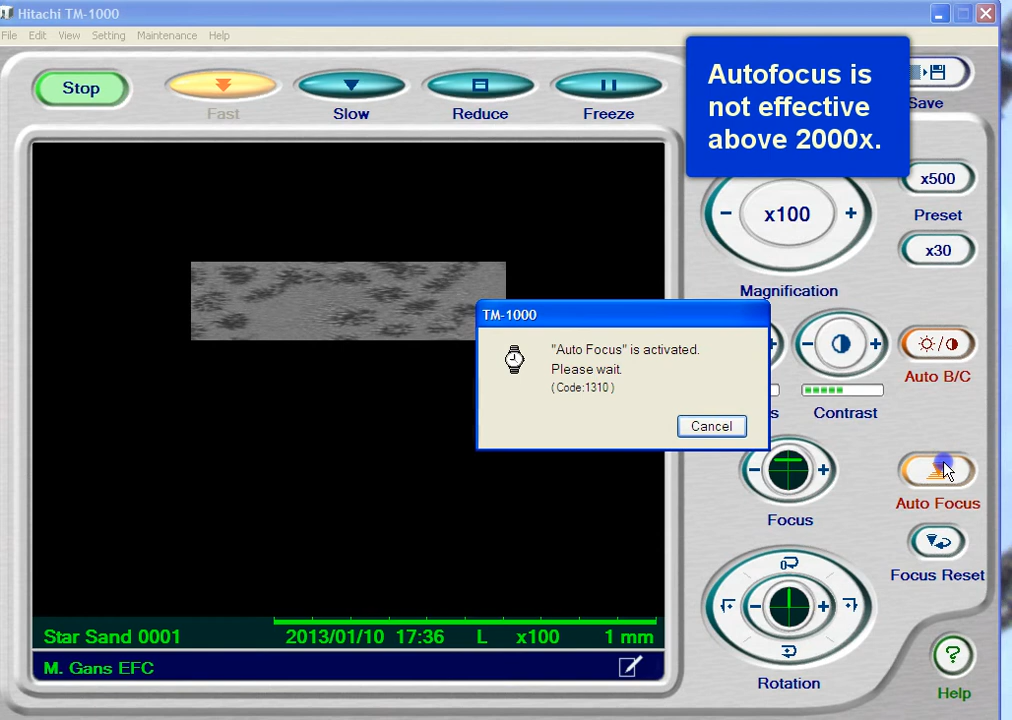 Hitachi TM-1000
File Edit View Setting Maintenance Help
Stop
Fast
Slow
Reduce
Freeze
Save
Autofocus is
not effective
above 2000x.
x100
Magnification
x500
Preset
x30
TM-1000
"Auto Focus" is activated.
Please wait.
(Code:1310)
Cancel
s
Contrast
Auto B/C
Focus
Auto Focus
Focus Reset
Rotation
Help
Star Sand 0001 2013/01/10 17:36 L x100 1 mm
M. Gans EFC